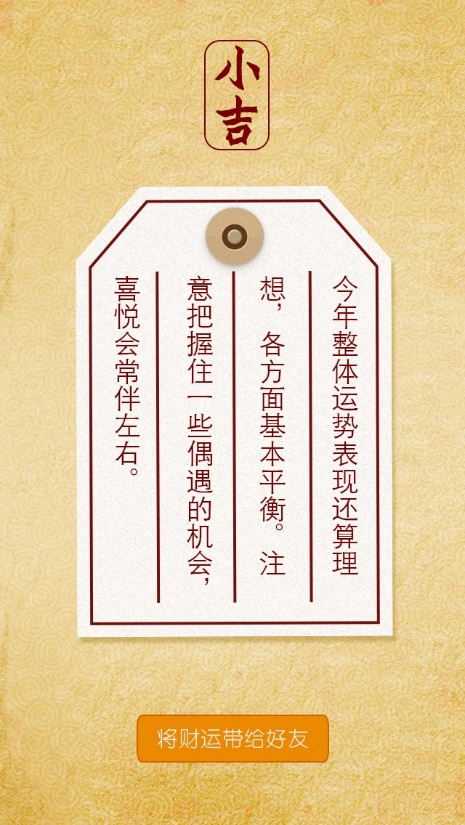 小吉
今年整体运势表现还算理
想，各方面基本平衡。注
意把握住一些偶遇的机会，
喜悦会常伴左右。
将财运带给好友